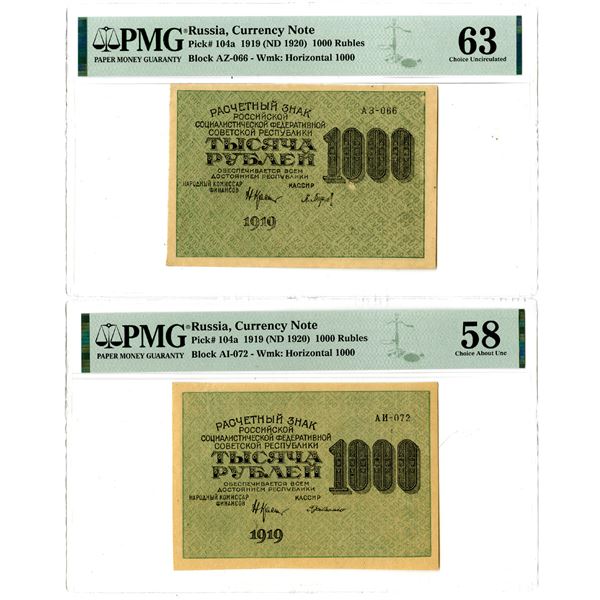 PMG® Russia, Currency Note
PAPER MONEY GUARANTY
Pick# 104a 1919 (ND 1920) 1000 Rubles
Block AZ-066 - Wmk: Horizontal 1000
63
Choice Uncirculated
РАСЧЕТНЫЙ ЗНАК
РОССИЙСКОЙ
СОЦИАЛИСТИЧЕСКОЙ ФЕДЕРАТИВНОЙ
СОВЕТСКОЙ РЕСПУБЛИКИ
ТЫСЯЧА
РУБЛЕЙ
ОБЕСПЕЧИВАЕТСЯ ВСЕМ
ДОСТОЯНИЕМ РЕСПУБЛИКИ
НАРОДНЫЙ КОМИССАР
ФИНАНСОВ
КАССИР
1919
АЗ-066
1000
PMG® Russia, Currency Note
PAPER MONEY GUARANTY
Pick# 104a 1919 (ND 1920) 1000 Rubles
Block AI-072 - Wmk: Horizontal 1000
58
Choice About Unc
РАСЧЕТНЫЙ ЗНАК
РОССИЙСКОЙ
СОЦИАЛИСТИЧЕСКОЙ ФЕДЕРАТИВНОЙ
СОВЕТСКОЙ РЕСПУБЛИКИ
ТЫСЯЧА
РУБЛЕЙ
ОБЕСПЕЧИВАЕТСЯ ВСЕМ
ДОСТОЯНИЕМ РЕСПУБЛИКИ
НАРОДНЫЙ КОМИССАР
ФИНАНСОВ
КАССИР
1919
АИ-072
1000